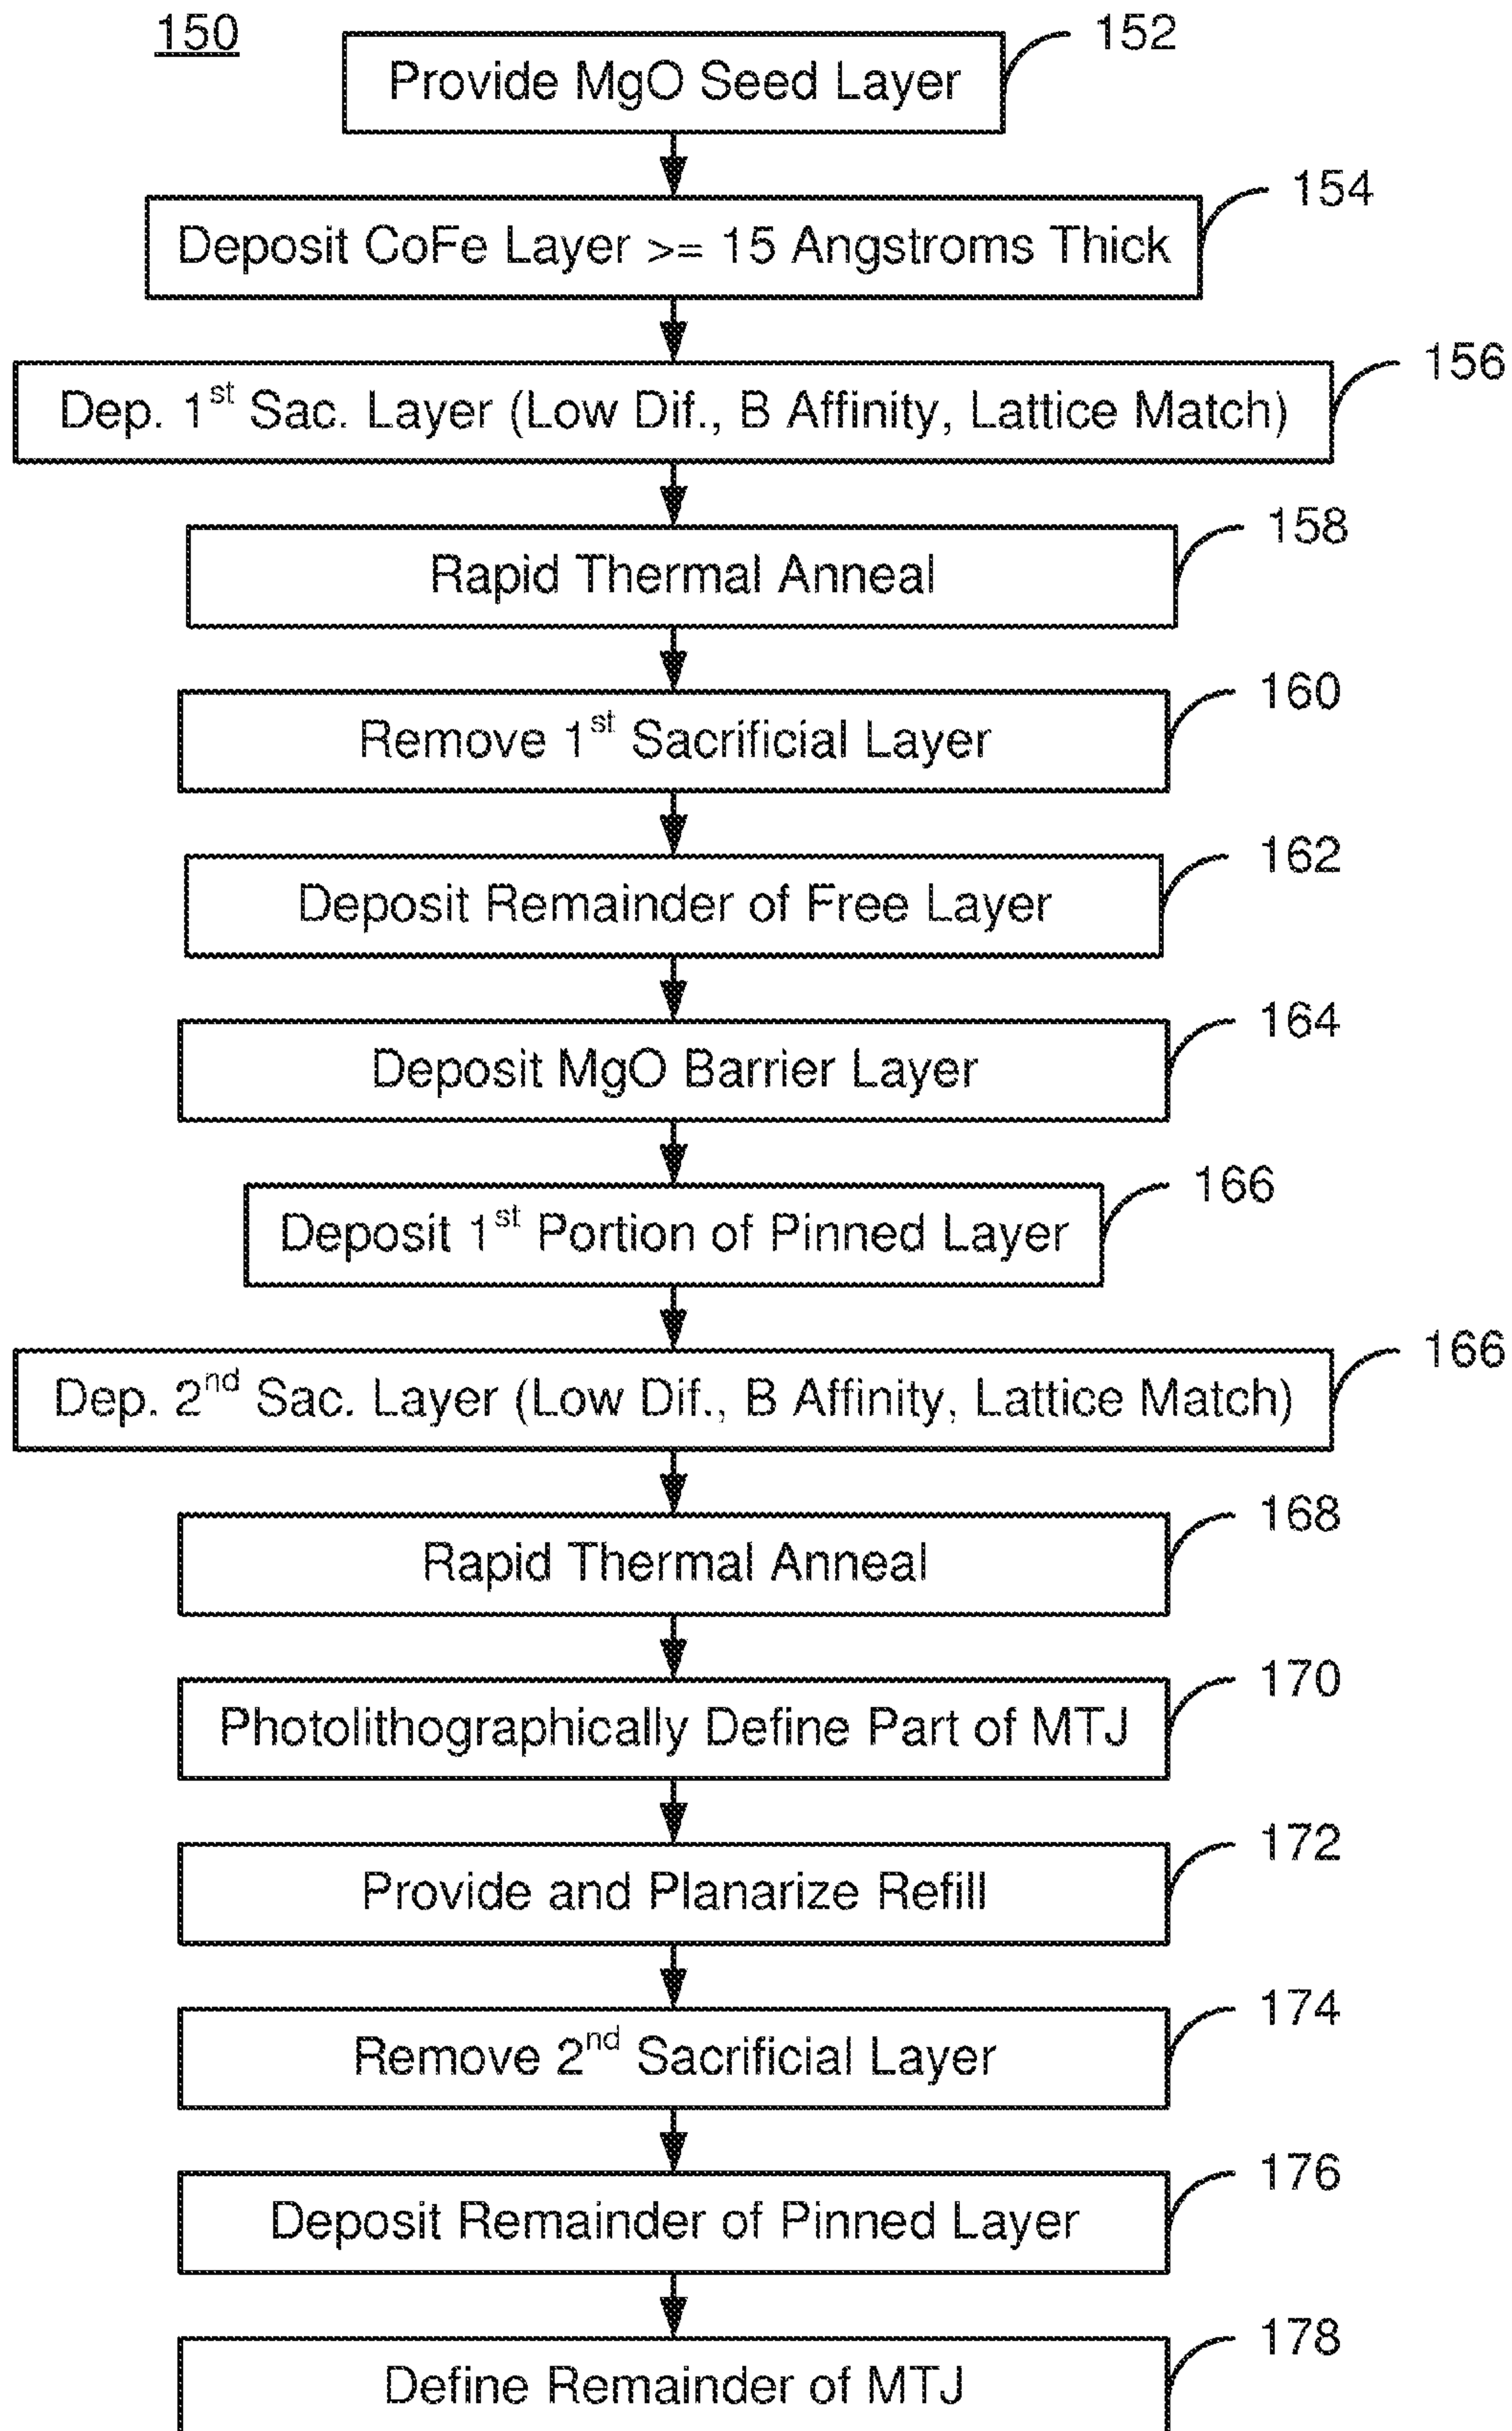 150
152
Provide MgO Seed Layer
154
Deposit CoFe Layer >= 15 Angstroms Thick
156
Dep. 1st Sac. Layer (Low Dif., B Affinity, Lattice Match)
158
Rapid Thermal Anneal
160
Remove 1st Sacrificial Layer
162
Deposit Remainder of Free Layer
164
Deposit MgO Barrier Layer
166
Deposit 1st Portion of Pinned Layer
166
Dep. 2nd Sac. Layer (Low Dif., B Affinity, Lattice Match)
168
Rapid Thermal Anneal
170
Photolithographically Define Part of MTJ
172
Provide and Planarize Refill
174
Remove 2nd Sacrificial Layer
176
Deposit Remainder of Pinned Layer
178
Define Remainder of MTJ